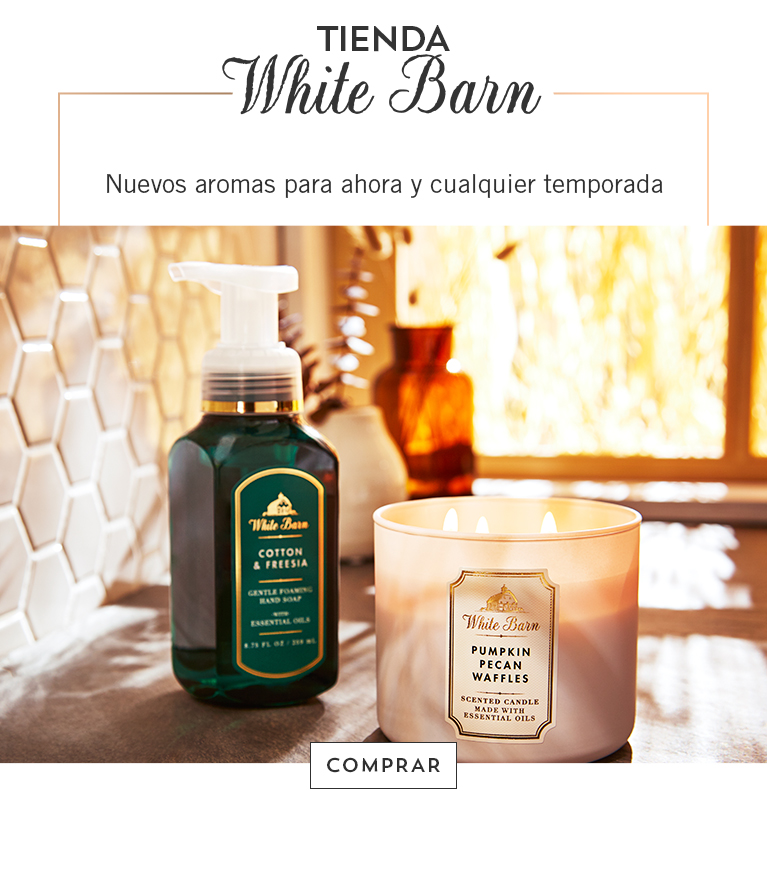 TIENDA
White Barn
Nuevos aromas para ahora y cualquier temporada
White Barn
COTTON
& FREESIA
GENTLE FOAMING
HAND SOAP
WITH
ESSENTIAL OILS
8.75 FL OZ / 259 mL
White Barn
PUMPKIN
PECAN
WAFFLES
SCENTED CANDLE
MADE WITH
ESSENTIAL OILS
COMPRAR